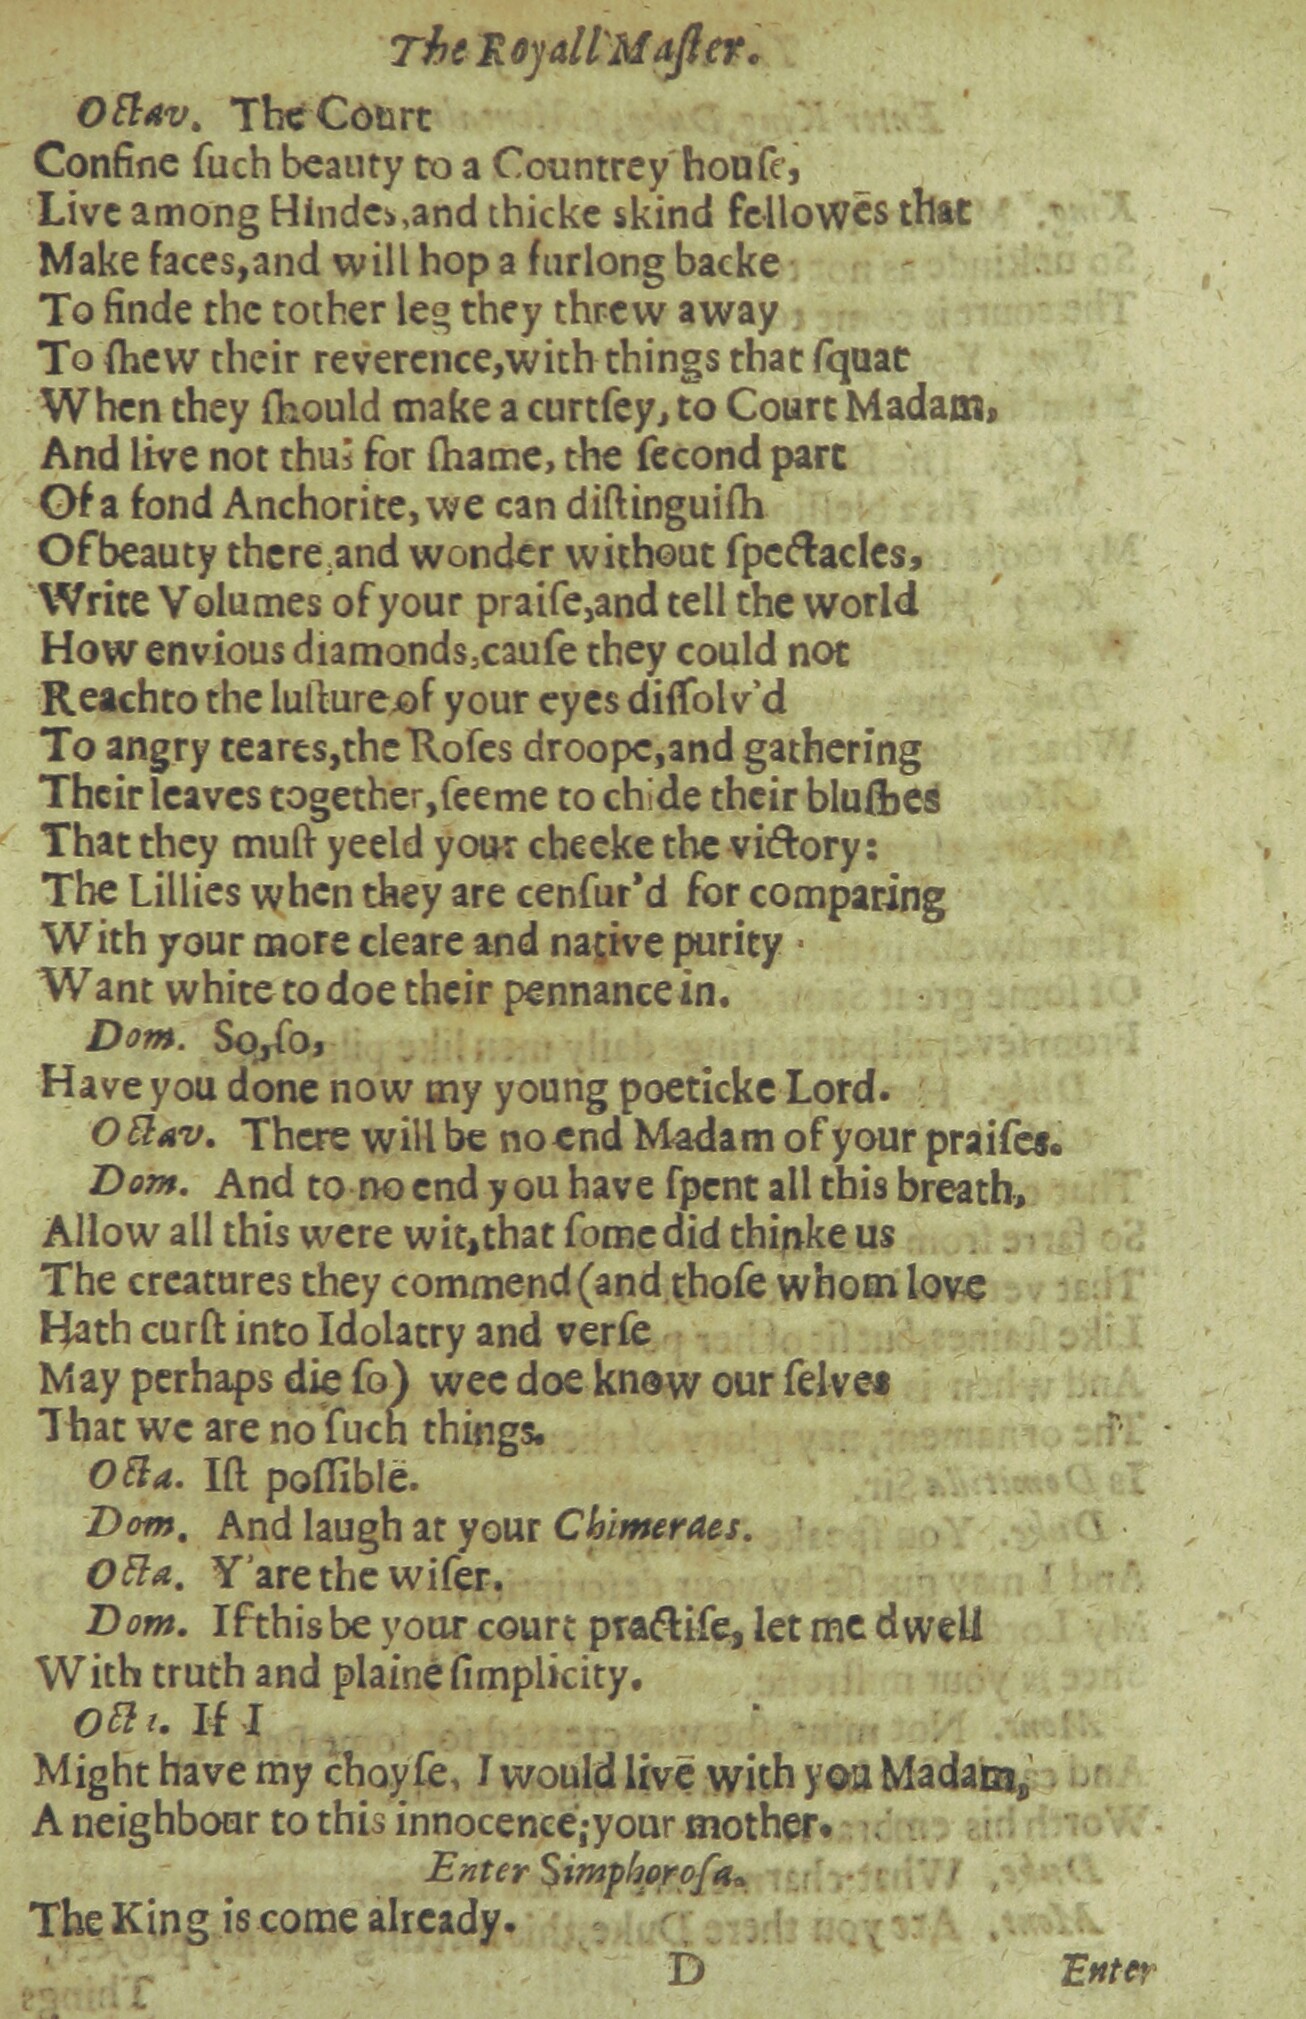 The Royall Maſter.
Octav. The Court
Confine ſuch beauty to a Countrey houſe,
Live among Hindes, and thicke skind fellowes that
Make faces, and will hop a furlong backe
To finde the tother leg they threw away
To ſhew their reverence, with things that ſquat
When they ſhould make a curtſey, to Court Madam,
And live not thus for ſhame, the ſecond part
Of a fond Anchorite, we can diſtinguiſh
Of beauty there, and wonder without ſpectacles,
Write Volumes of your praiſe, and tell the world
How envious diamonds, cauſe they could not
Reach to the luſture of your eyes diſſolv'd
To angry teares, the Roſes droope, and gathering
Their leaves together, ſeeme to chide their bluſhes
That they muſt yeeld your cheeke the victory:
The Lillies when they are cenſur'd for comparing
With your more cleare and native purity
Want white to doe their pennance in.
Dom. So, ſo,
Have you done now my young poeticke Lord.
Octav. There will be no end Madam of your praiſes.
Dom. And to no end you have ſpent all this breath,
Allow all this were wit, that ſome did thinke us
The creatures they commend (and thoſe whom love
Hath curſt into Idolatry and verſe
May perhaps die ſo) wee doe know our ſelves
That we are no ſuch things.
Octa. Iſt poſſible.
Dom. And laugh at your Chimeraes.
Octa. Y'are the wiſer.
Dom. If this be your court practiſe, let me dwell
With truth and plaine ſimplicity.
Octa. If I
Might have my choyſe, I would live with you Madam,
A neighbour to this innocence; your mother.
Enter Simphoroſa.
The King is come already.
D
Enter